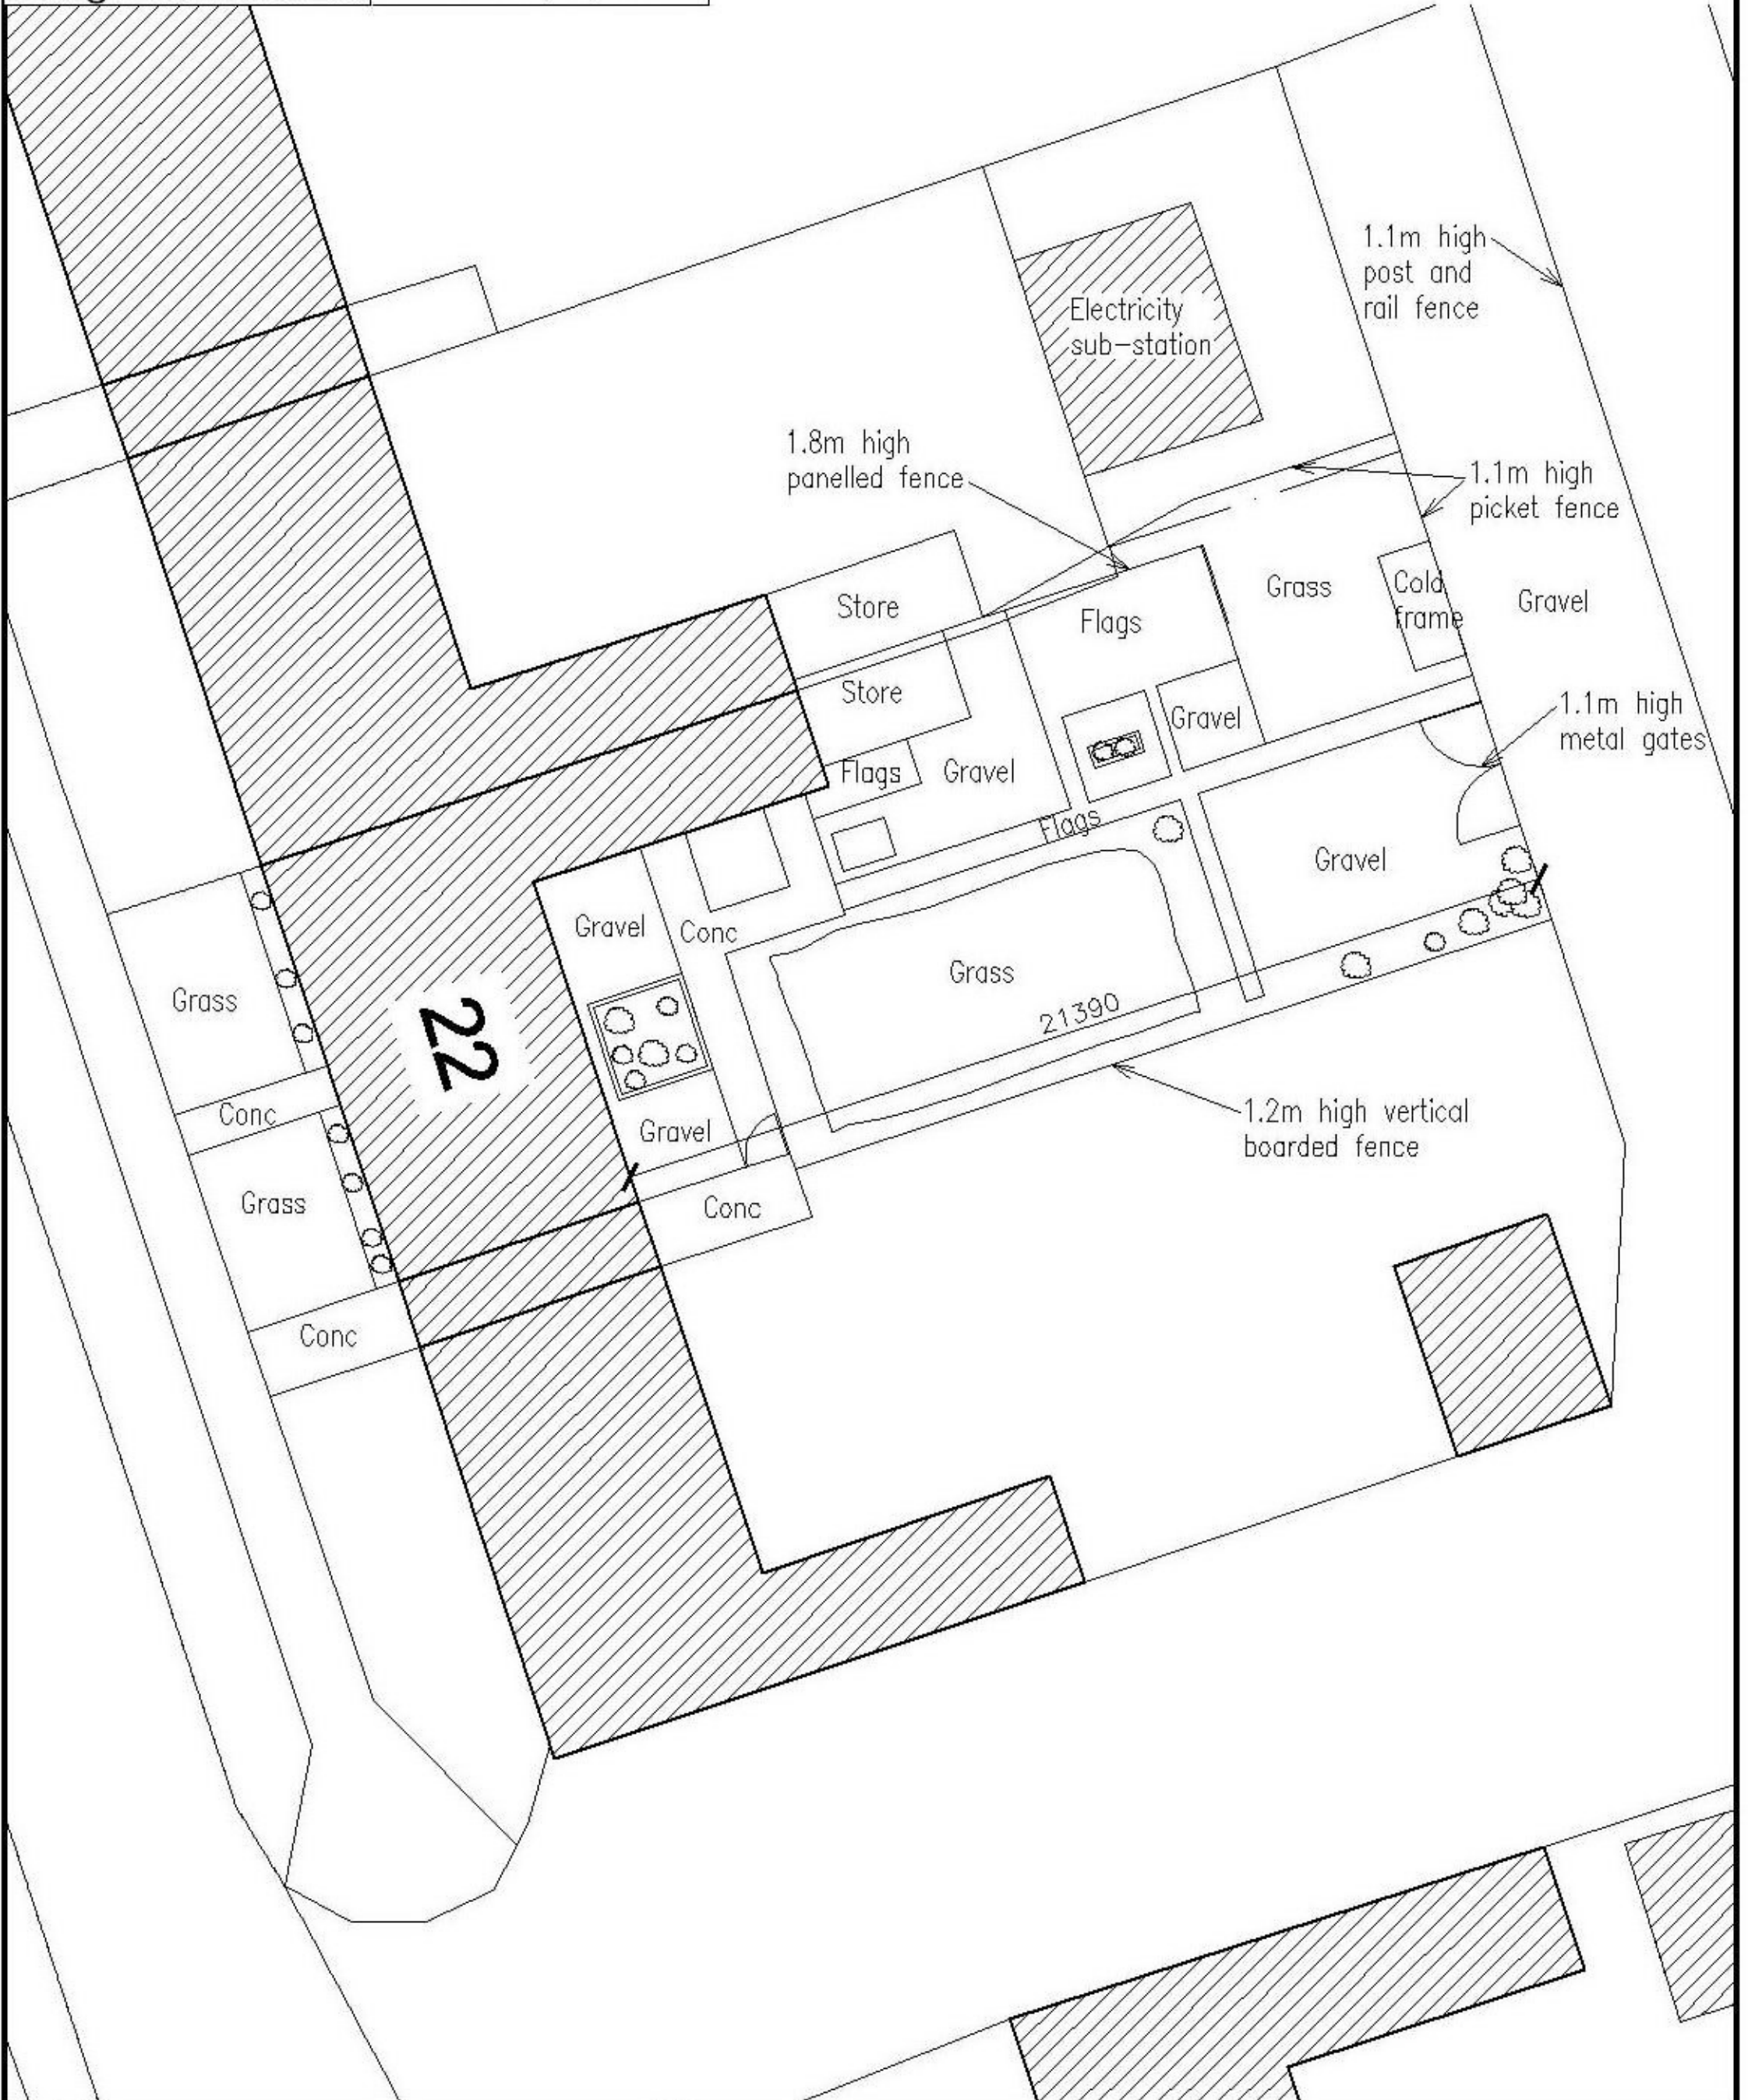 1.1m high
post and
rail fence
Electricity
sub-station
1.8m high
panelled fence
1.1m high
picket fence
Store
Grass
Cold
frame
Gravel
Flags
Store
Gravel
1.1m high
metal gates
Flags
Gravel
Flags
Gravel
Gravel
Conc
Grass
Grass
22
21390
Conc
Gravel
1.2m high vertical
boarded fence
Grass
Conc
Conc